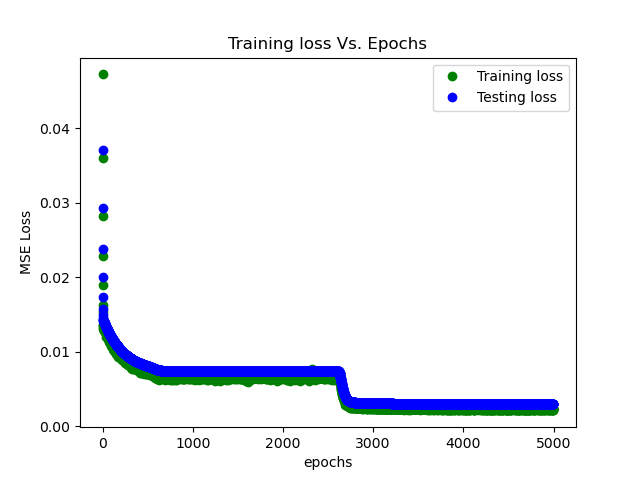 Training loss Vs. Epochs
Training loss
Testing loss
MSE Loss
0.04
0.03
0.02
0.01
0.00
0 1000 2000 3000 4000 5000
epochs